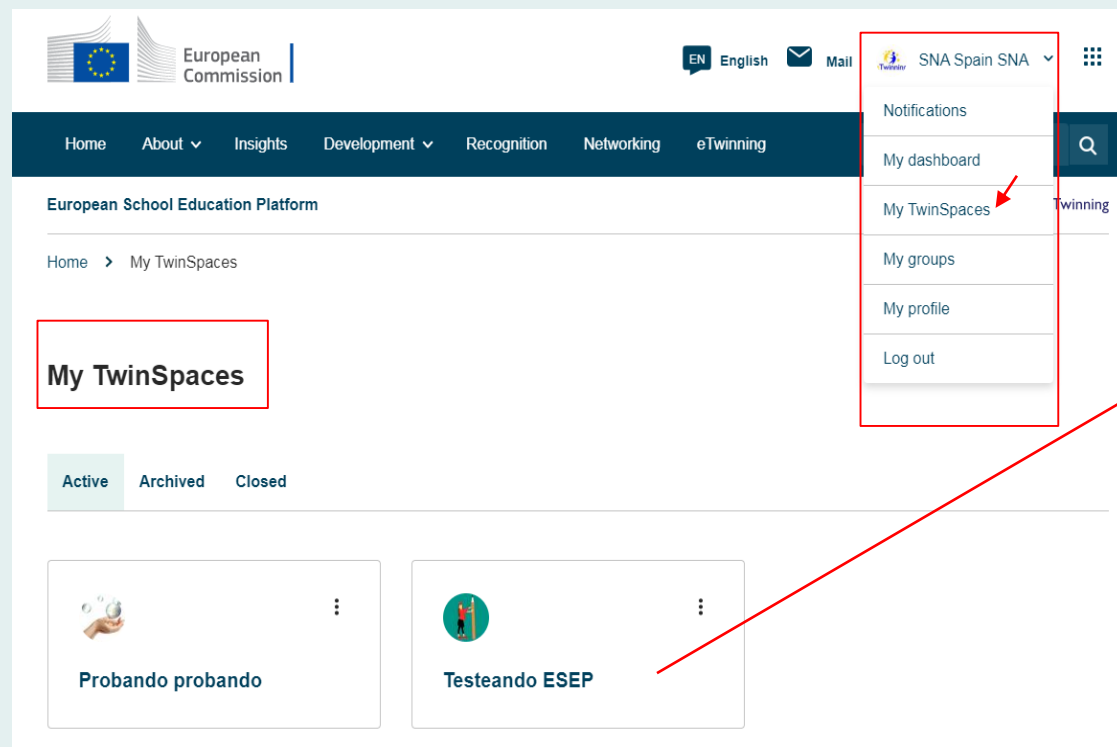 European
Commission
EN English Mail Twinning SNA Spain SNA
Notifications
My dashboard
My TwinSpaces
My groups
My profile
Log out
Home About Insights Development Recognition Networking eTwinning
European School Education Platform
Twinning
Home > My TwinSpaces
My TwinSpaces
Active Archived Closed
Probando probando
Testeando ESEP